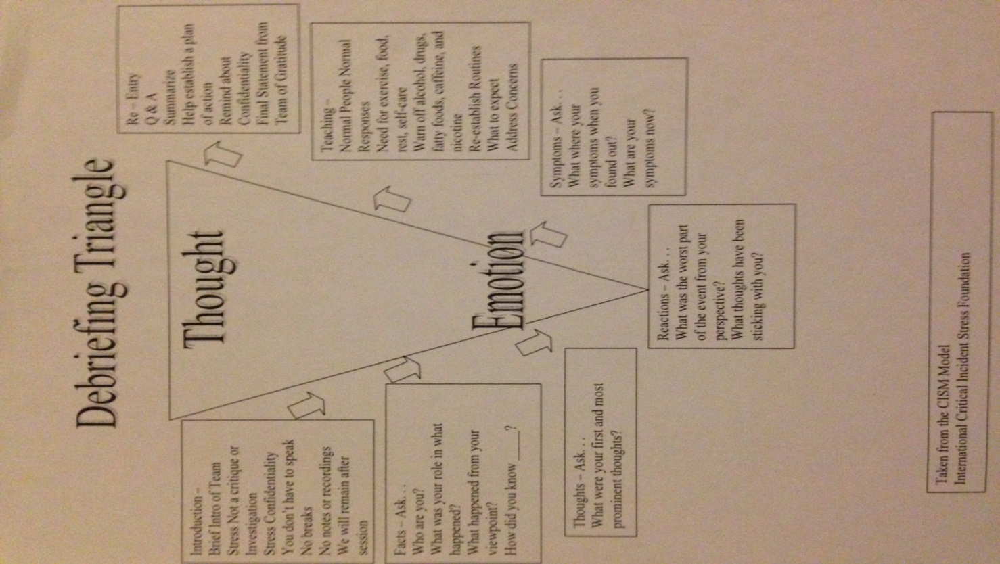 Debriefing Triangle
Thought
Emotion
Introduction –
Brief Intro of Team
Stress Not a critique or
Investigation
Stress Confidentiality
You don't have to speak
No breaks
No notes or recordings
We will remain after
session
Facts – Ask. . .
Who are you?
What was your role in what
happened?
What happened from your
viewpoint?
How did you know _____?
Thoughts – Ask. . .
What were your first and most
prominent thoughts?
Reactions – Ask. . .
What was the worst part
of the event from your
perspective?
What thoughts have been
sticking with you?
Symptoms – Ask. . .
What where your
symptoms when you
found out?
What are your
symptoms now?
Teaching –
Normal People Normal
Responses
Need for exercise, food,
rest, self-care
Warn off alcohol, drugs,
fatty foods, caffeine, and
nicotine
Re-establish Routines
What to expect
Address Concerns
Re – Entry
Q & A
Summarize
Help establish a plan
of action
Remind about
Confidentiality
Final Statement from
Team of Gratitude
Taken from the CISM Model
International Critical Incident Stress Foundation